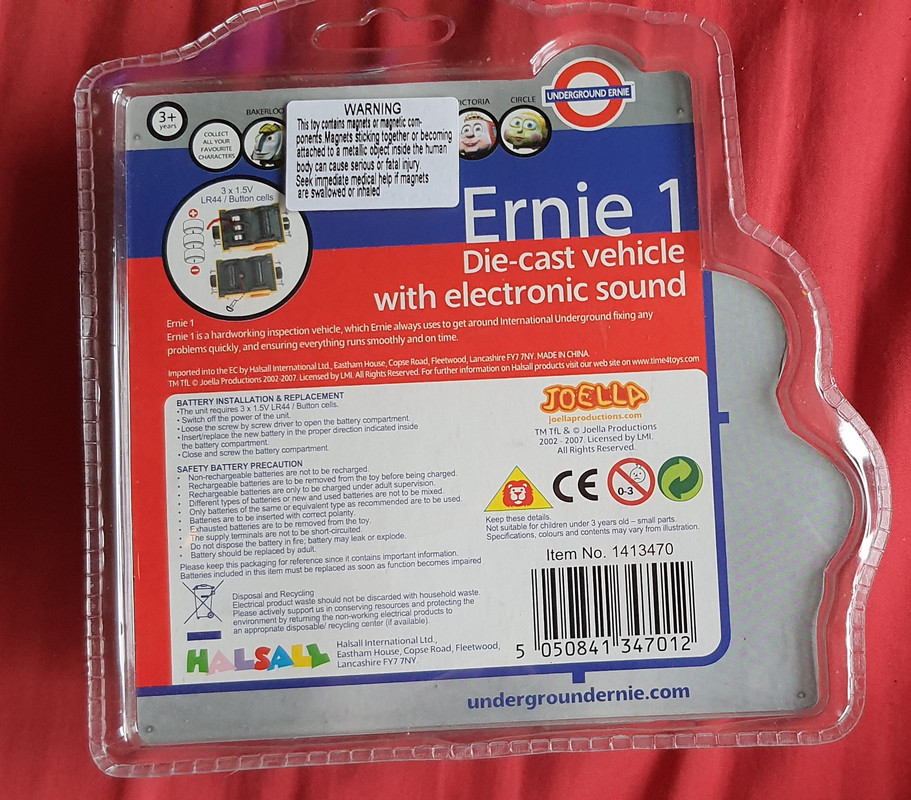 3+
years
COLLECT
ALL YOUR
FAVOURITE
CHARACTERS
CIRCLE
UNDERGROUND ERNIE
WARNING
This toy contains magnets or magnetic com-
ponents.Magnets sticking together or becoming
attached to a metallic object inside the human
body can cause serious or fatal injury.
Seek immediate medical help if magnets
are swallowed or inhaled
3 x 1.5V
LR44 / Button cells
Ernie 1
Die-cast vehicle
with electronic sound
Ernie 1
Ernie 1 is a hardworking inspection vehicle, which Ernie always uses to get around International Underground fixing any
problems quickly, and ensuring everything runs smoothly and on time.
Imported into the EC by Halsall International Ltd., Eastham House, Copse Road, Fleetwood, Lancashire FY7 7NY. MADE IN CHINA.
TM TfL © Joella Productions 2002-2007. Licensed by LMI. All Rights Reserved. For further information on Halsall products visit our web site on www.time4toys.com
BATTERY INSTALLATION & REPLACEMENT
•The unit requires 3 x 1.5V LR44 / Button cells.
• Switch off the power of the unit.
• Loose the screw by screw driver to open the battery compartment.
• Insert/replace the new battery in the proper direction indicated inside
the battery compartment.
•Close and screw the battery compartment.
SAFETY BATTERY PRECAUTION
• Non-rechargeable batteries are not to be recharged.
• Rechargeable batteries are to be removed from the toy before being charged.
• Rechargeable batteries are only to be charged under adult supervision.
• Different types of batteries or new and used batteries are not to be mixed.
• Only batteries of the same or equivalent type as recommended are to be used.
• Batteries are to be inserted with correct polarity.
• Exhausted batteries are to be removed from the toy.
• The supply terminals are not to be short-circuited.
• Do not dispose the battery in fire; battery may leak or explode.
• Battery should be replaced by adult.
Please keep this packaging for reference since it contains important information.
Batteries included in this item must be replaced as soon as function becomes impaired
Disposal and Recycling
Electrical product waste should not be discarded with household waste.
Please actively support us in conserving resources and protecting the
environment by returning the non-working electrical products to
an appropriate disposable/ recycling center (if available).
HALSALL
Halsall International Ltd.,
Eastham House, Copse Road, Fleetwood,
Lancashire FY7 7NY.
JOELLA
joellaproductions.com
TM TfL & © Joella Productions
2002 - 2007. Licensed by LMI.
All Rights Reserved.
CE
0-3
Keep these details.
Not suitable for children under 3 years old – small parts.
Specifications, colours and contents may vary from illustration.
Item No. 1413470
5 050841 347012
undergroundernie.com